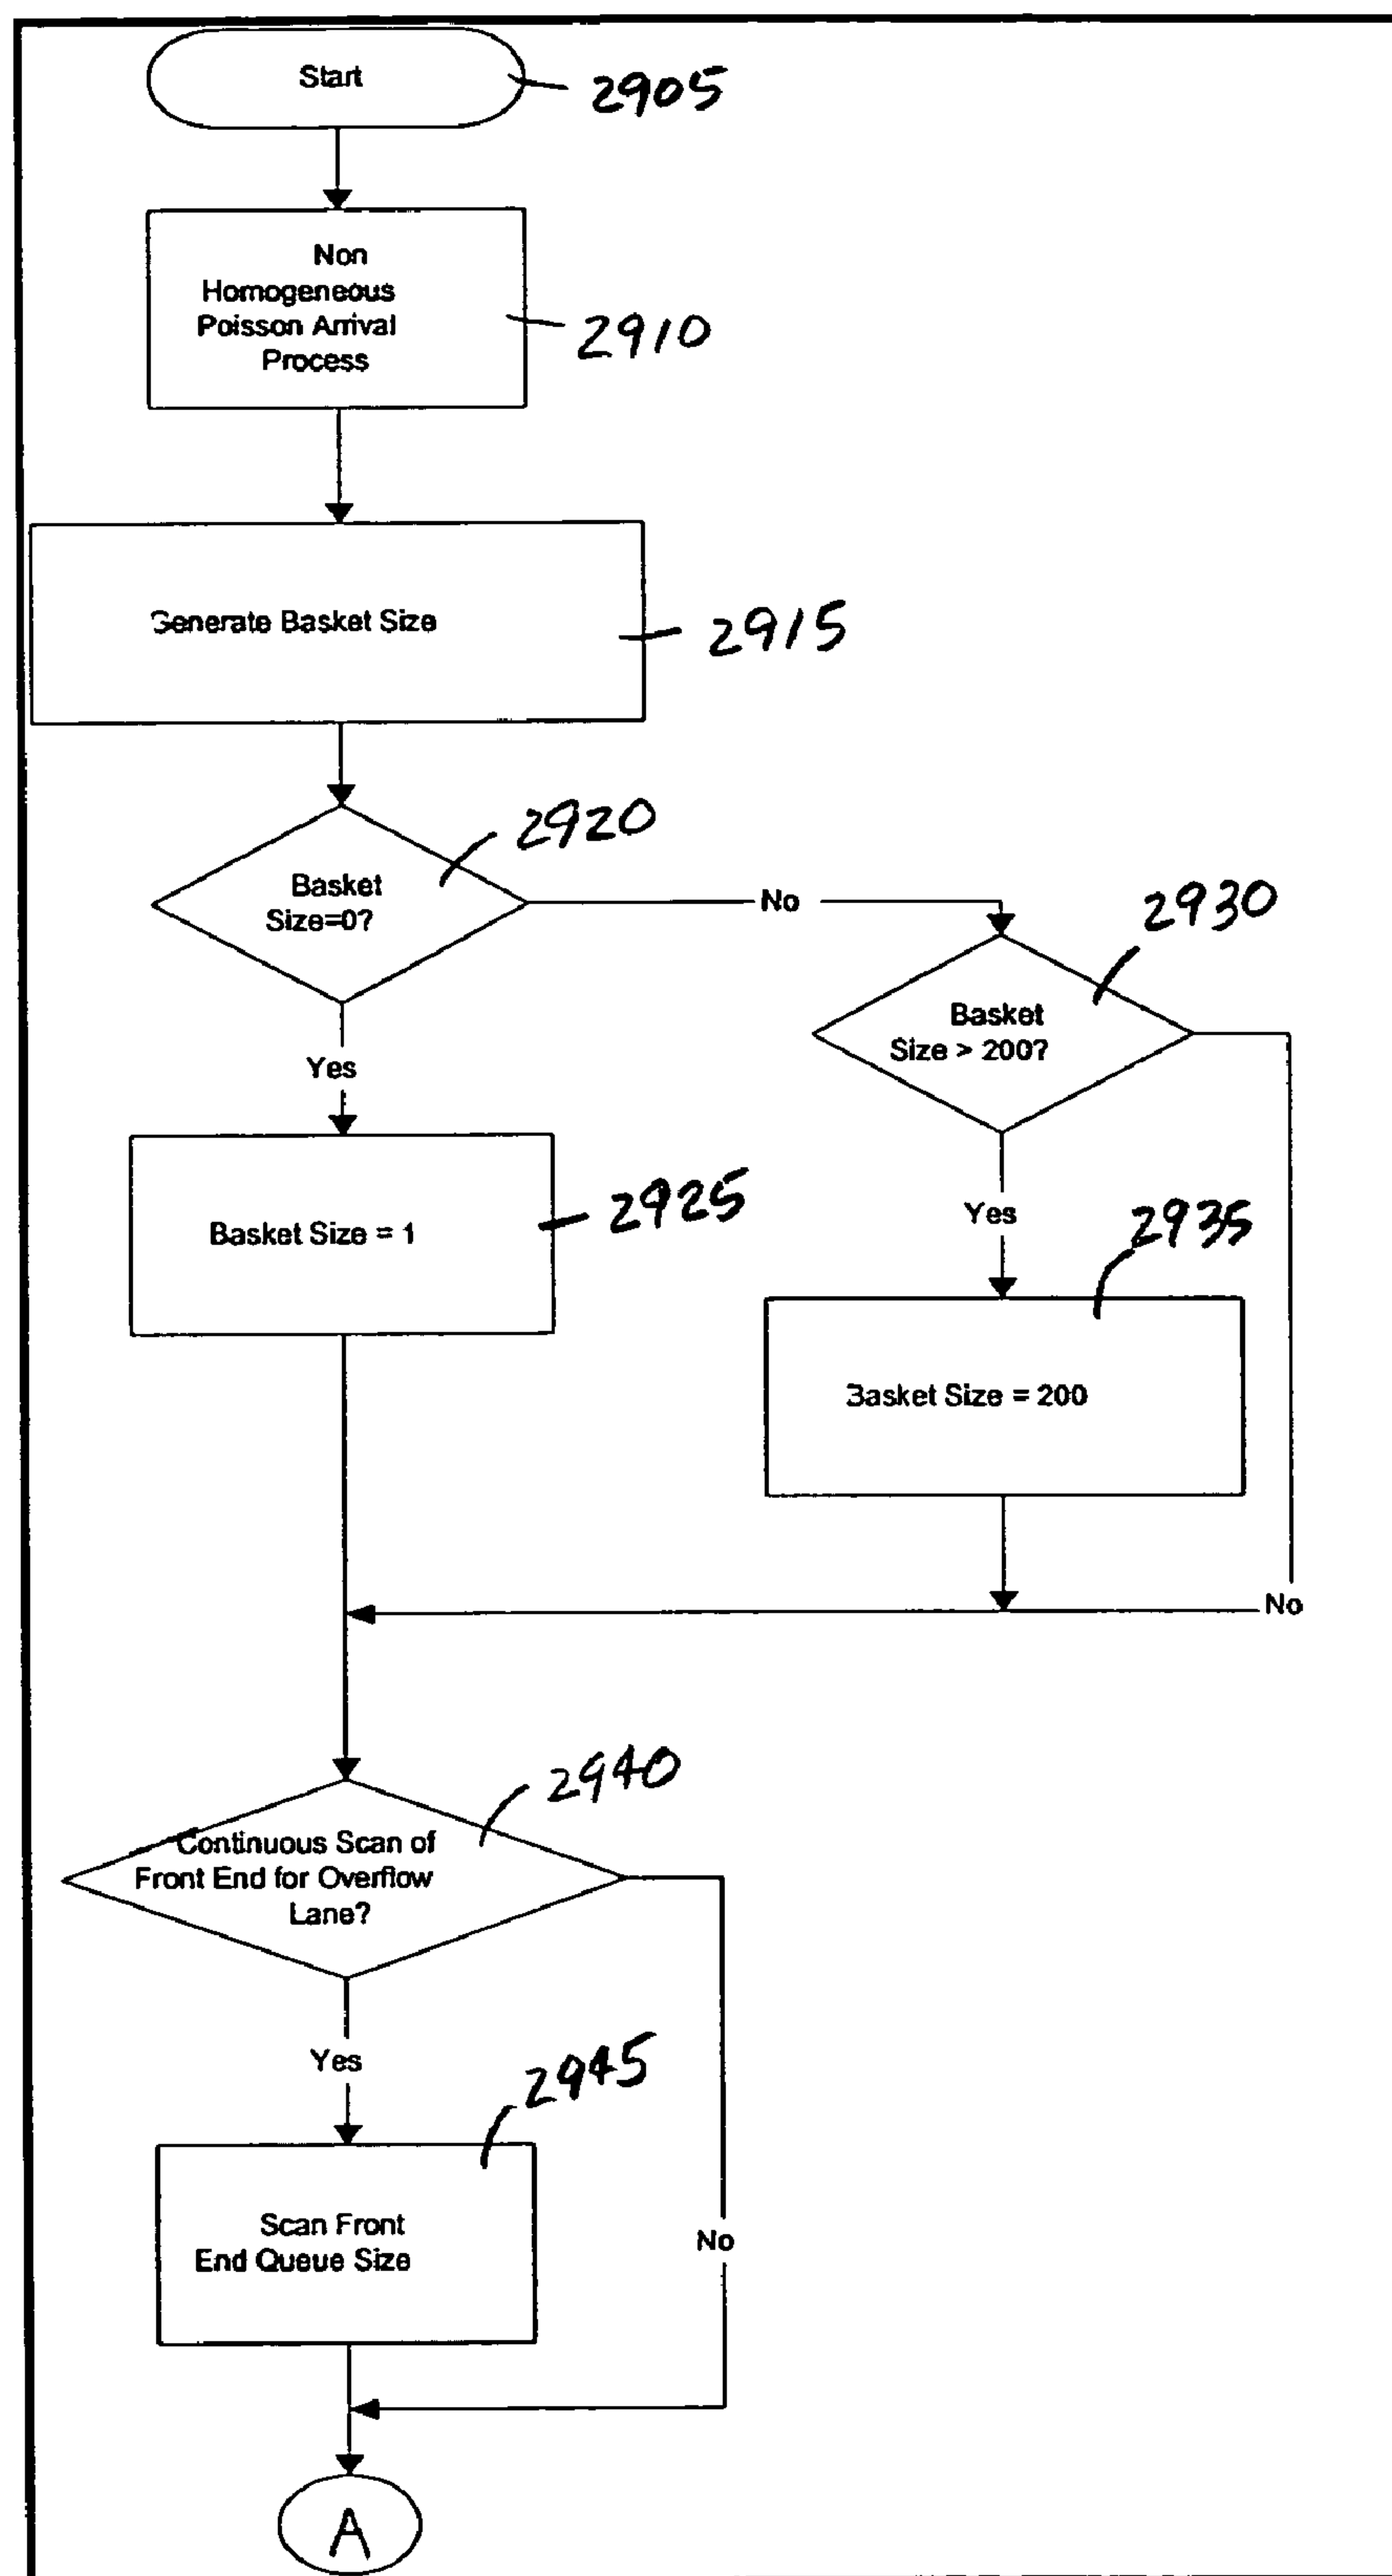 Start
2905
Non
Homogeneous
Poisson Arrival
Process
2910
Generate Basket Size
2915
2920
Basket
Size=0?
No
2930
Basket
Size > 200?
Yes
Yes
2925
2935
Basket Size = 1
Basket Size = 200
No
2940
Continuous Scan of
Front End for Overflow
Lane?
Yes
2945
Scan Front
End Queue Size
No
A